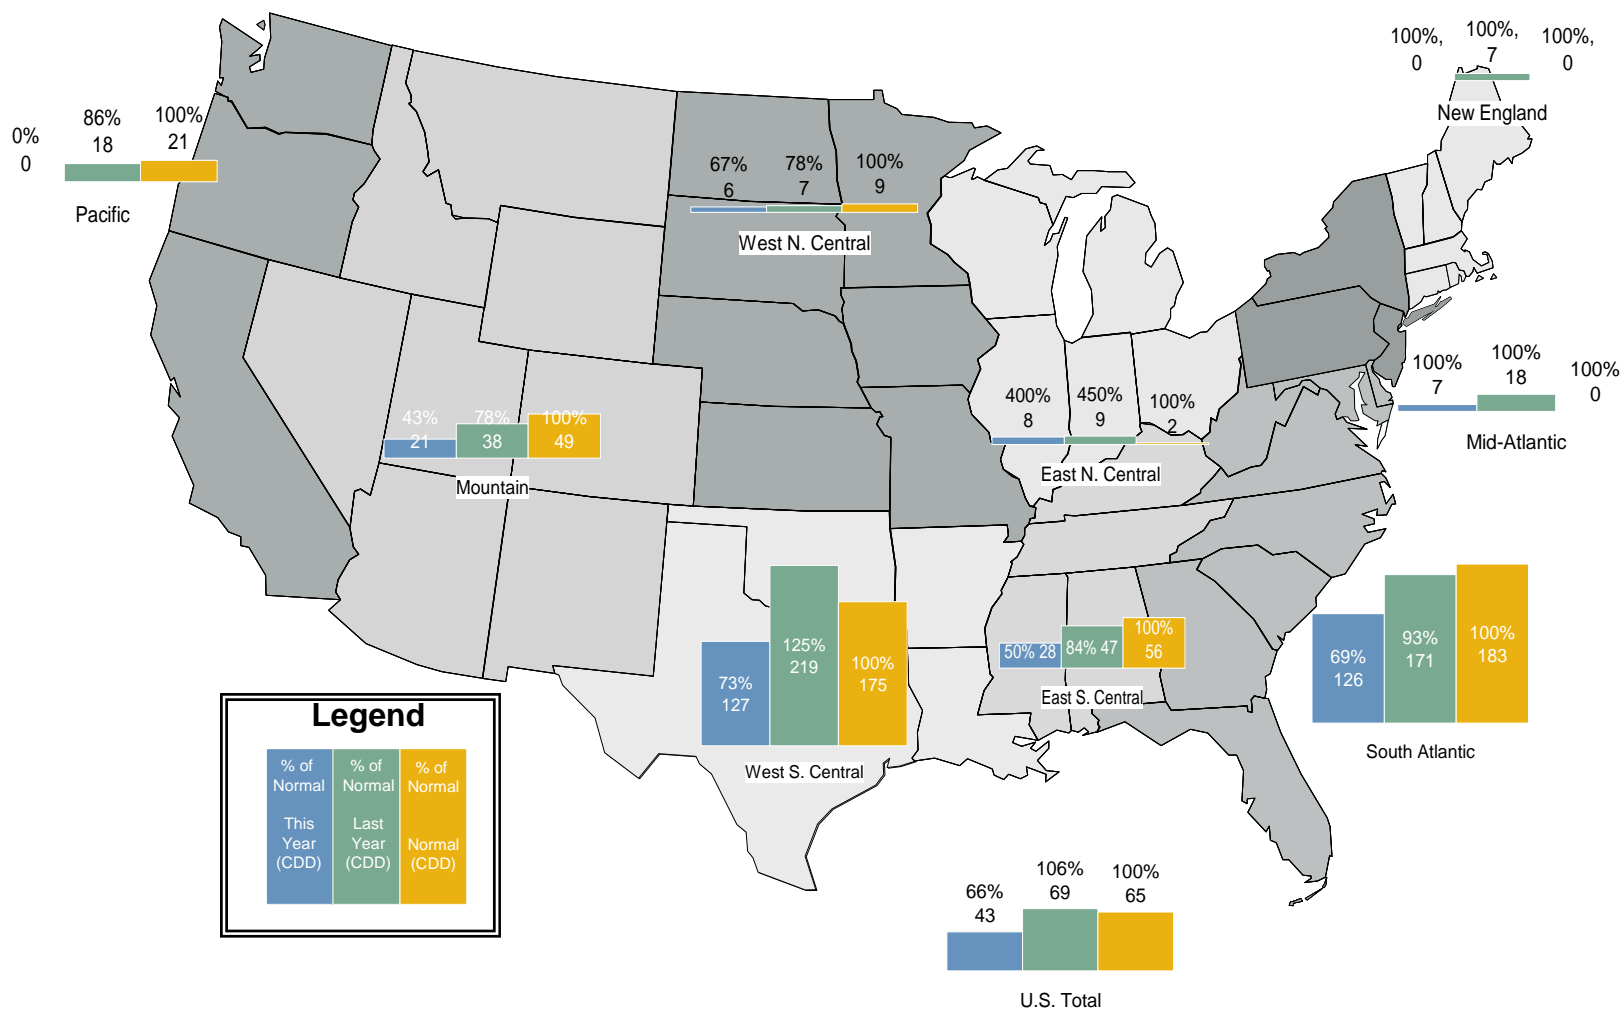 100%,
0
100%,
7
100%,
0
New England
0%
0
86%
18
100%
21
Pacific
67%
6
78%
7
100%
9
West N. Central
100%
7
100%
18
100%
0
Mid-Atlantic
400%
8
450%
9
100%
2
East N. Central
43%
21
78%
38
100%
49
Mountain
73%
127
125%
219
100%
175
West S. Central
50% 28
84% 47
100%
56
East S. Central
69%
126
93%
171
100%
183
South Atlantic
Legend
% of
Normal
This
Year
(CDD)
% of
Normal
Last
Year
(CDD)
% of
Normal
Normal
(CDD)
66%
43
106%
69
100%
65
U.S. Total